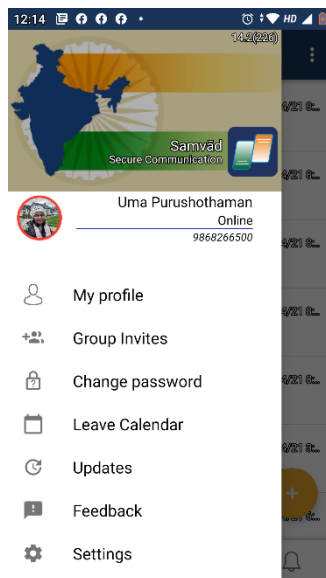 12:14
HD
14.2(226)
Samvād
Secure Communication
Uma Purushothaman
Online
9868266500
My profile
Group Invites
Change password
Leave Calendar
Updates
Feedback
Settings